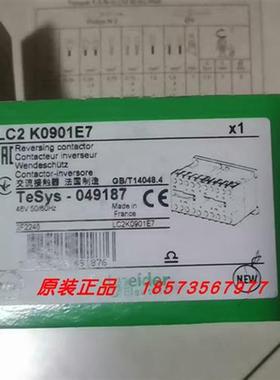 LC2 K0901E7
x1
Reversing contactor
Contacteur inverseur
Wendeschütz
Contactor-inversore
交流接触器 法国制造 GB/T14048.4
TeSys - 049187
48V 50/60Hz
Made in
France
LC2K0901E7
NEW
原装正品 18573567977